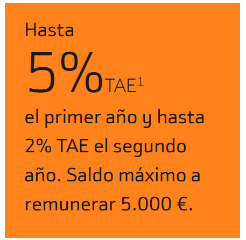 Hasta
5% TAE¹
el primer año y hasta
2% TAE el segundo
año. Saldo máximo a
remunerar 5.000 €.